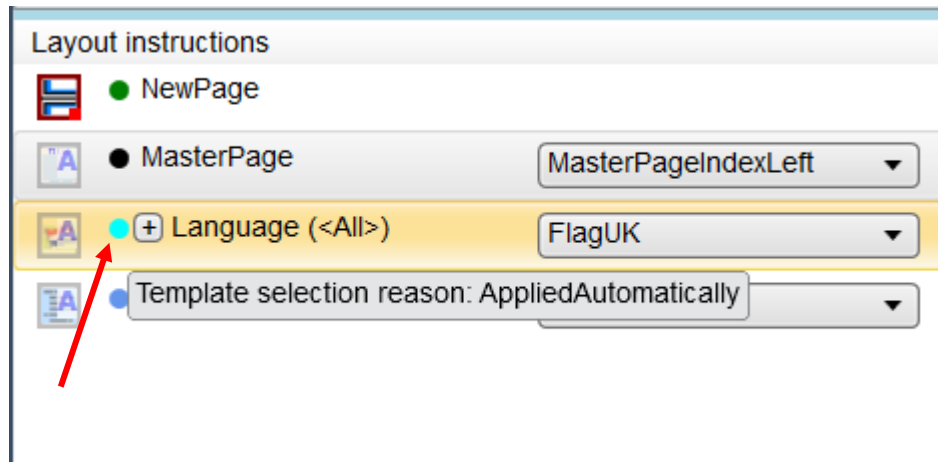 Layout instructions
NewPage
MasterPage MasterPageIndexLeft
Language (<All>) FlagUK
Template selection reason: AppliedAutomatically